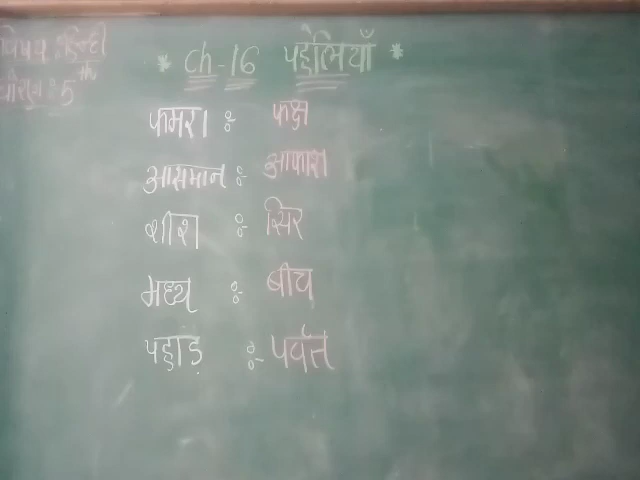 विषय : हिन्दी
* Ch-16 पहेलियाँ *
कमरा :- कक्ष
आसमान :- आकाश
शीश :- सिर
मध्य :- बीच
पहाड़ :- पर्वत